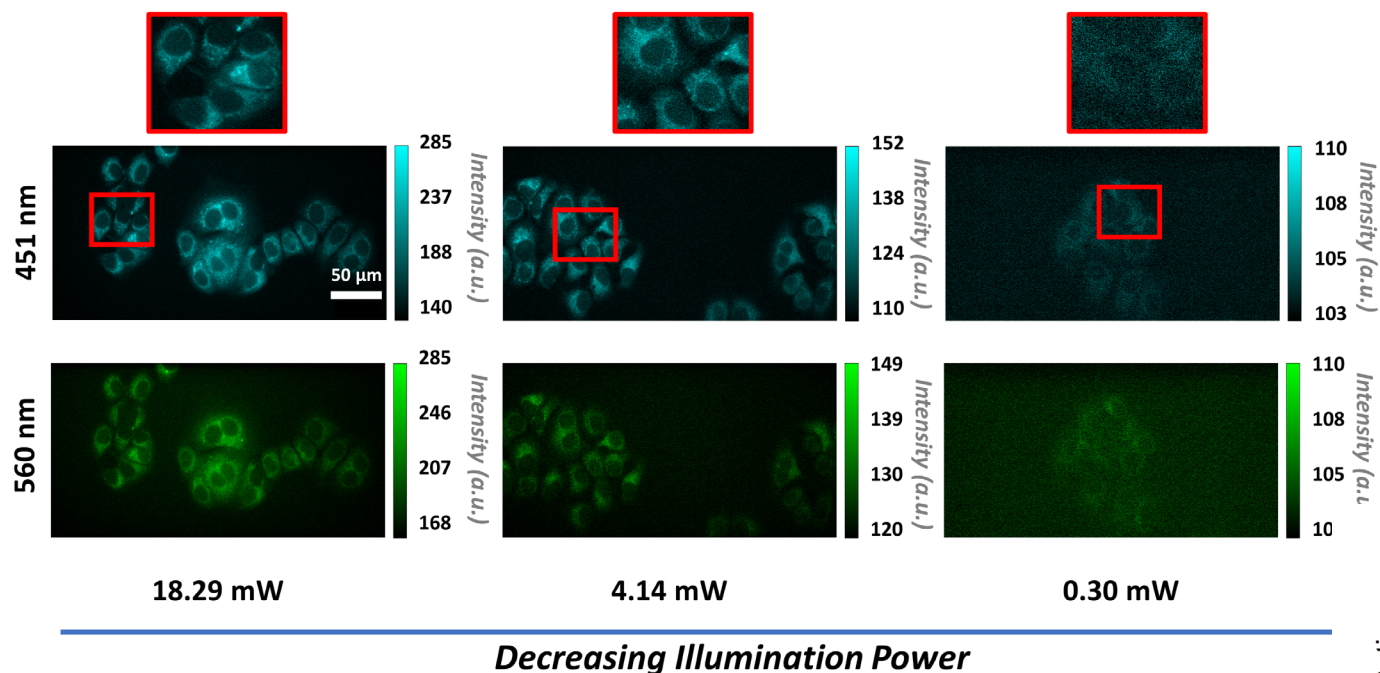 451 nm
50 µm
285
237
188
140
Intensity (a.u.)
152
138
124
110
Intensity (a.u.)
110
108
105
103
Intensity (a.u.)
560 nm
285
246
207
168
Intensity (a.u.)
149
139
130
120
Intensity (a.u.)
110
108
105
10
Intensity (a.
18.29 mW
4.14 mW
0.30 mW
Decreasing Illumination Power